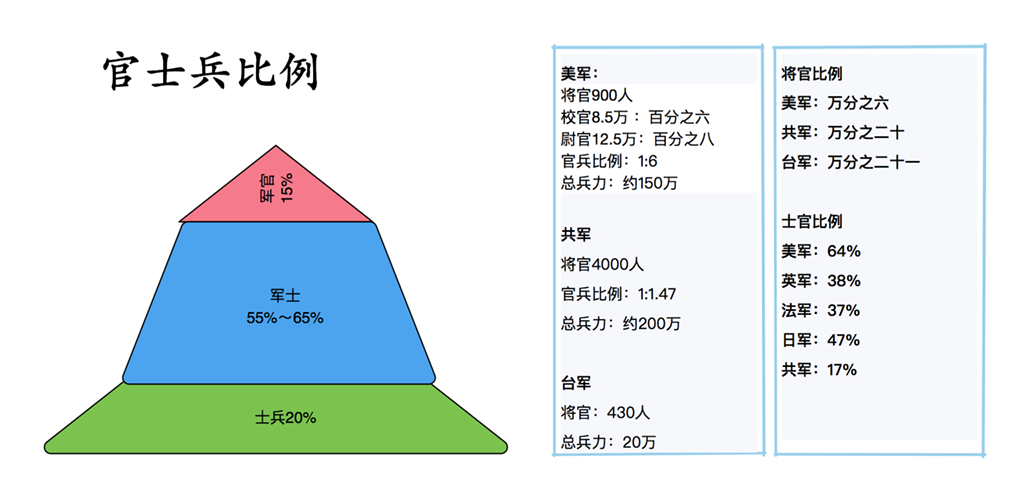 官士兵比例
军官
15%
军士
55%～65%
士兵20%
美军：
将官900人
校官8.5万 ：百分之六
尉官12.5万：百分之八
官兵比例：1:6
总兵力：约150万
共军
将官4000人
官兵比例：1:1.47
总兵力：约200万
台军
将官：430人
总兵力：20万
将官比例
美军：万分之六
共军：万分之二十
台军：万分之二十一
士官比例
美军：64%
英军：38%
法军：37%
日军：47%
共军：17%